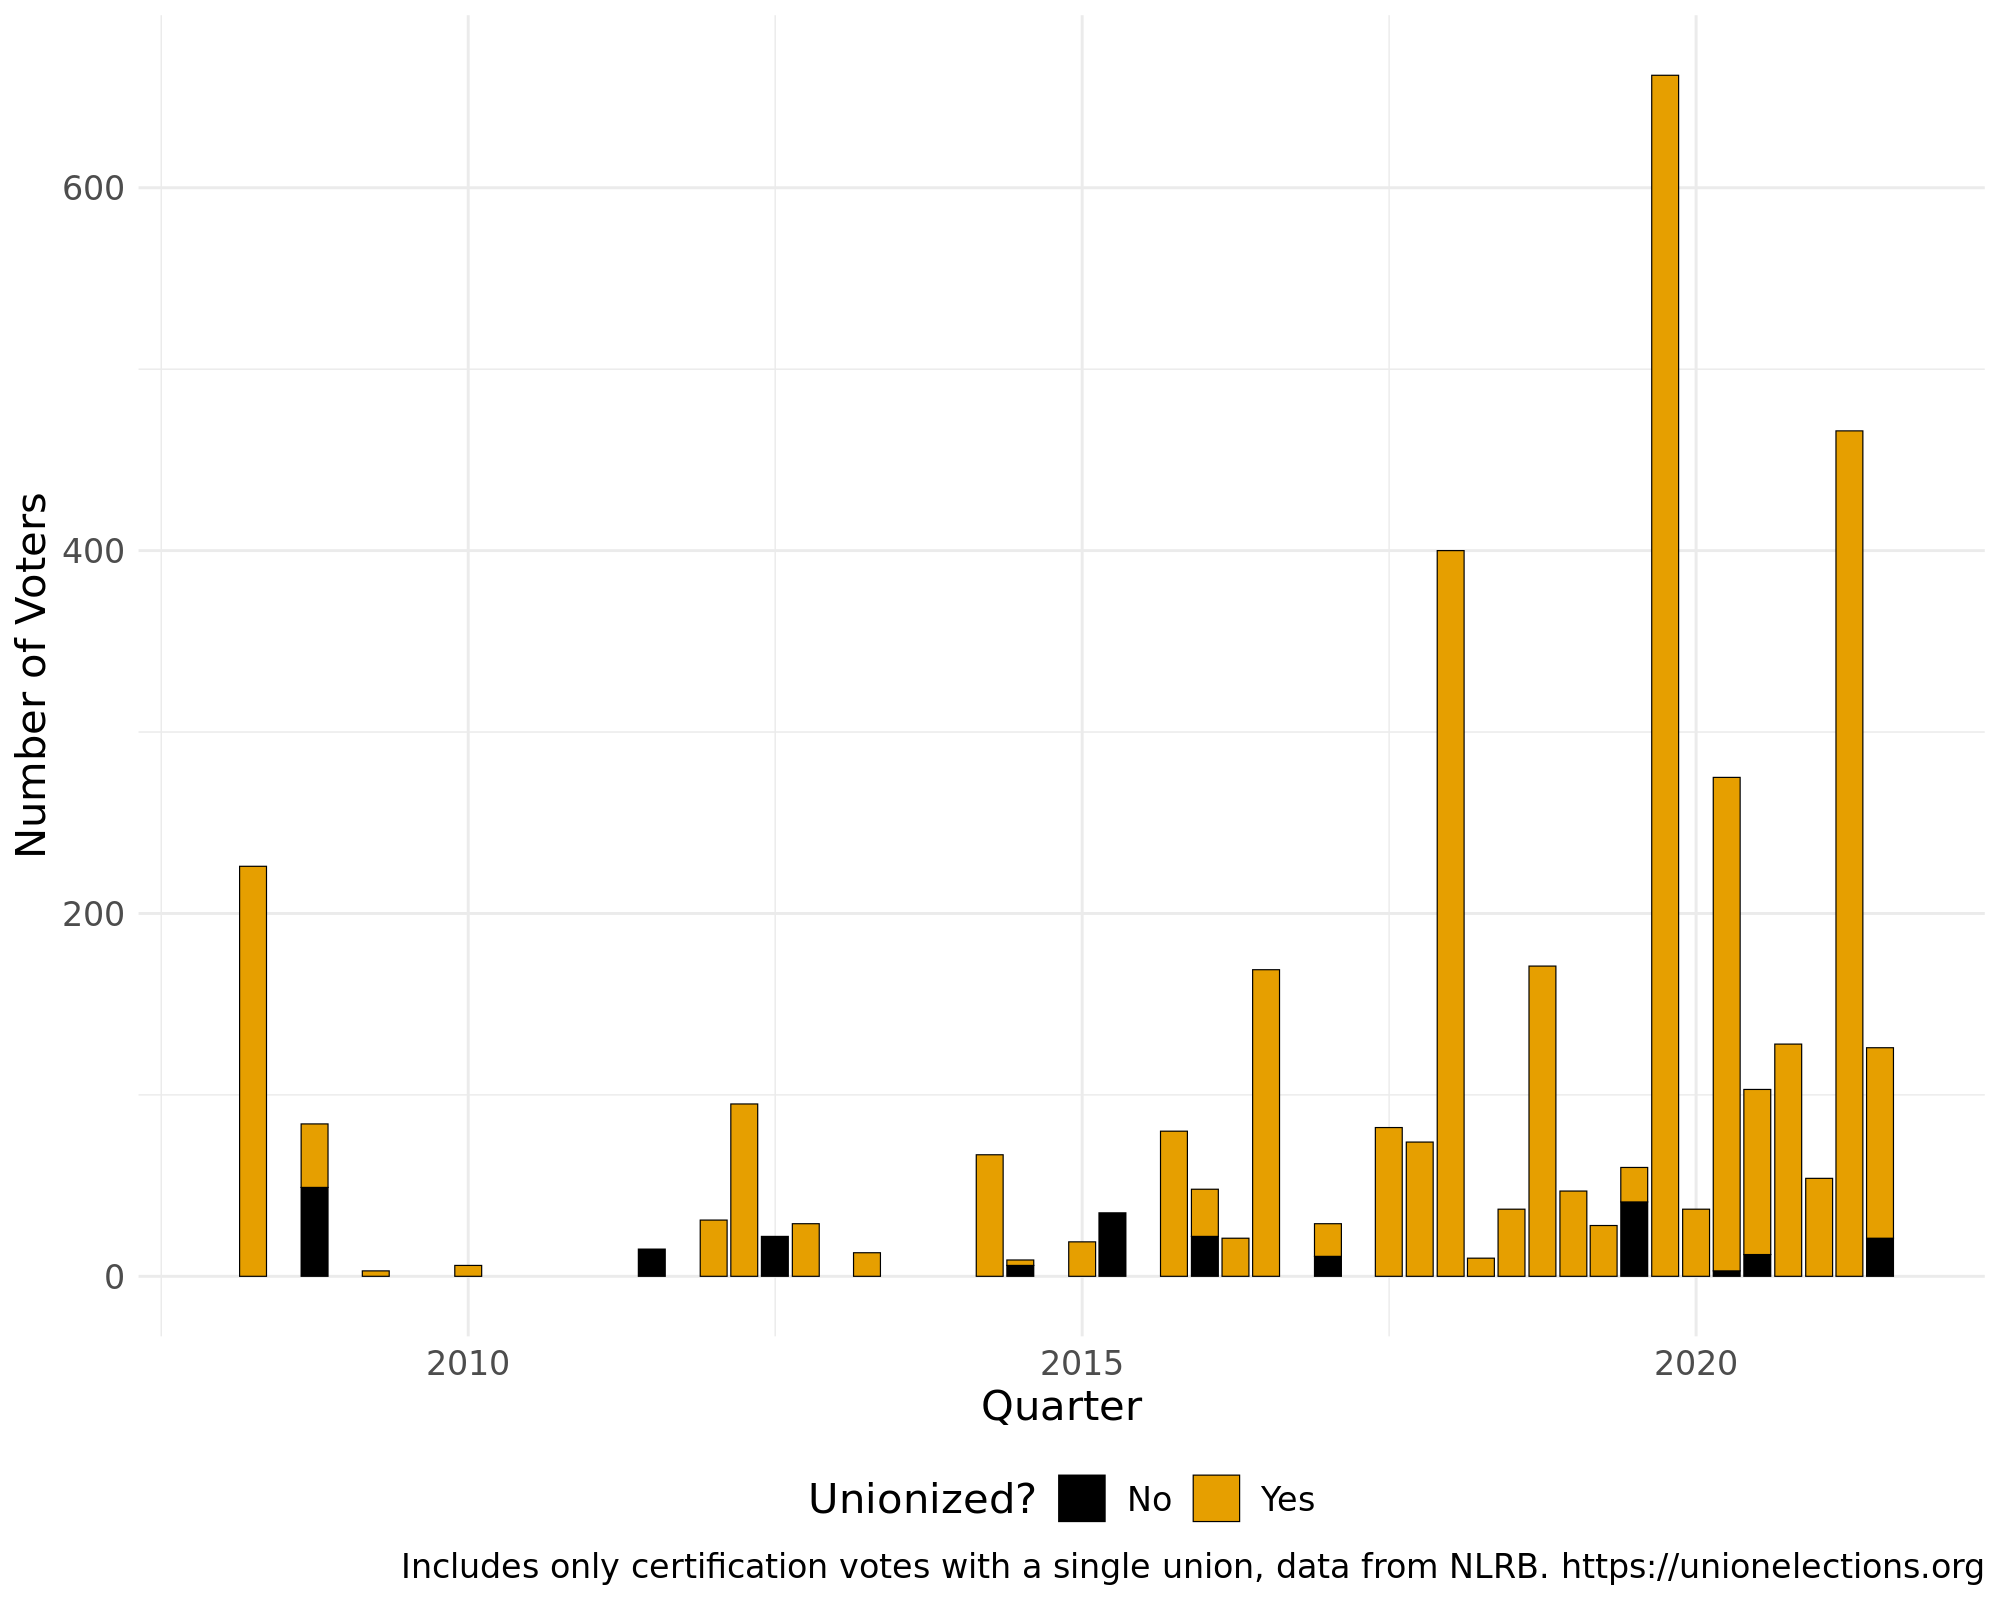 600
400
200
0
Number of Voters
2010 2015 2020
Quarter
Unionized? No Yes
Includes only certification votes with a single union, data from NLRB. https://unionelections.org